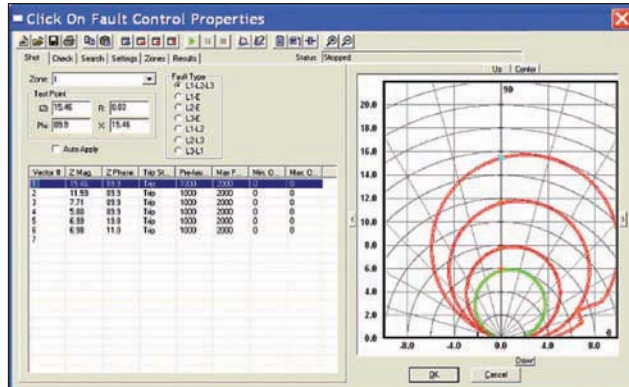 Click On Fault Control Properties
Shot Check Search Settings Zones Results Status: Stopped
Up Center
Zone: 1
Fault Type
L1-L2-L3
L1-E
L2-E
L3-E
L1-L2
L2-L3
L3-L1
Test Point
15.46 R: 0.03
Phi: 89.9 X: 15.46
Auto Apply
Vector # Z Mag. Z Phase Trip St... Pre-fau... Max F... Min. O... Max. O...
1 15.46 89.9 Trip 1000 2000 0 0
2 11.59 89.9 Trip 1000 2000 0 0
3 7.71 89.9 Trip 1000 2000 0 0
4 5.88 89.9 Trip 1000 2000 0 0
5 6.99 19.8 Trip 1000 2000 0 0
6 6.98 11.0 Trip 1000 2000 0 0
7
90
22.0
20.0
18.0
16.0
14.0
12.0
10.0
8.0
6.0
4.0
2.0
0.0
0
-8.0 -4.0 0.0 4.0 8.0
Down
OK Cancel